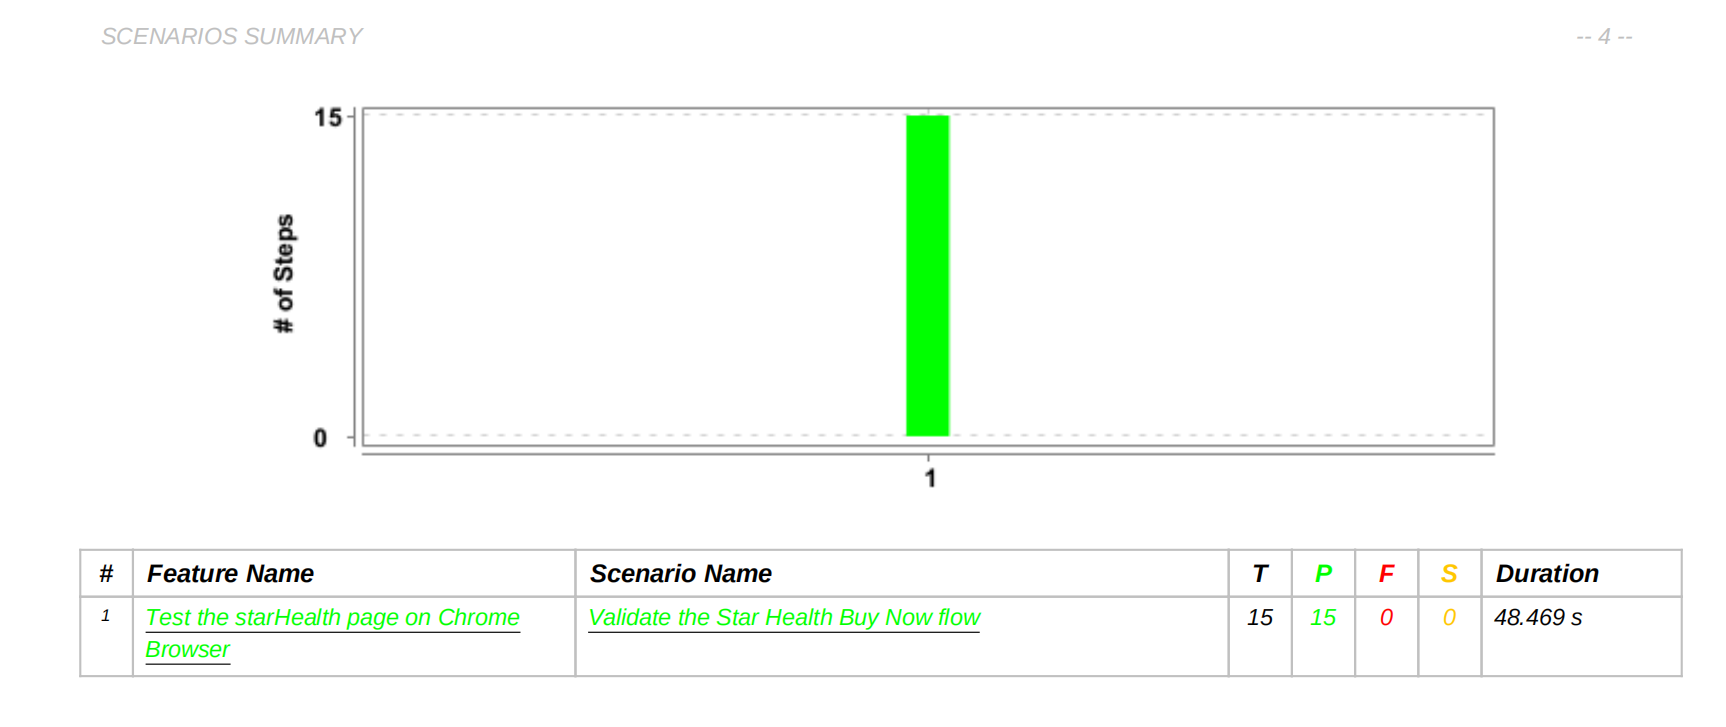 SCENARIOS SUMMARY -- 4 --
15
# of Steps
0
1
# Feature Name Scenario Name T P F S Duration
1 Test the starHealth page on Chrome Validate the Star Health Buy Now flow 15 15 0 0 48.469 s
Browser